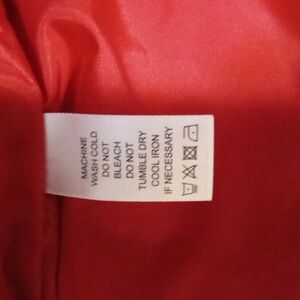 MACHINE
WASH COLD
DO NOT
BLEACH
DO NOT
TUMBLE DRY
COOL IRON
IF NECESSARY